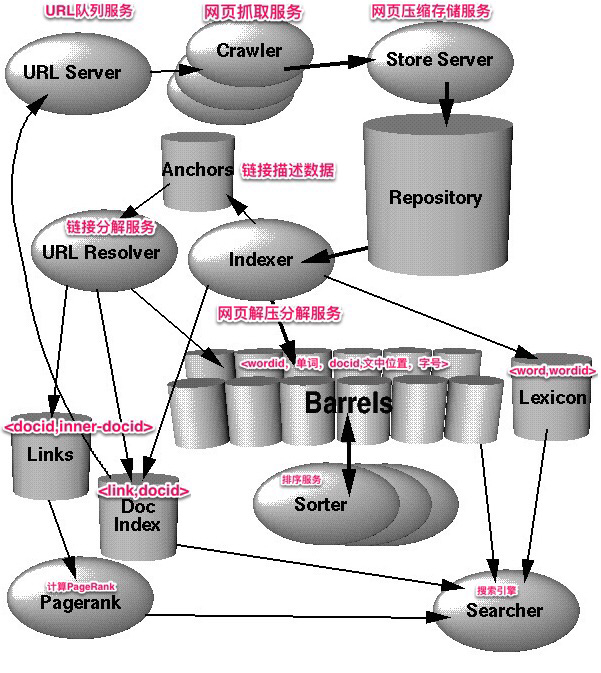 URL队列服务
网页抓取服务
网页压缩存储服务
URL Server
Crawler
Store Server
Anchors
链接描述数据
Repository
链接分解服务
URL Resolver
Indexer
网页解压分解服务
<wordid, 单词, docid,文中位置, 字号>
Barrels
<word,wordid>
Lexicon
<docid,inner-docid>
Links
<link,docid>
Doc
Index
排序服务
Sorter
计算PageRank
Pagerank
搜索引擎
Searcher